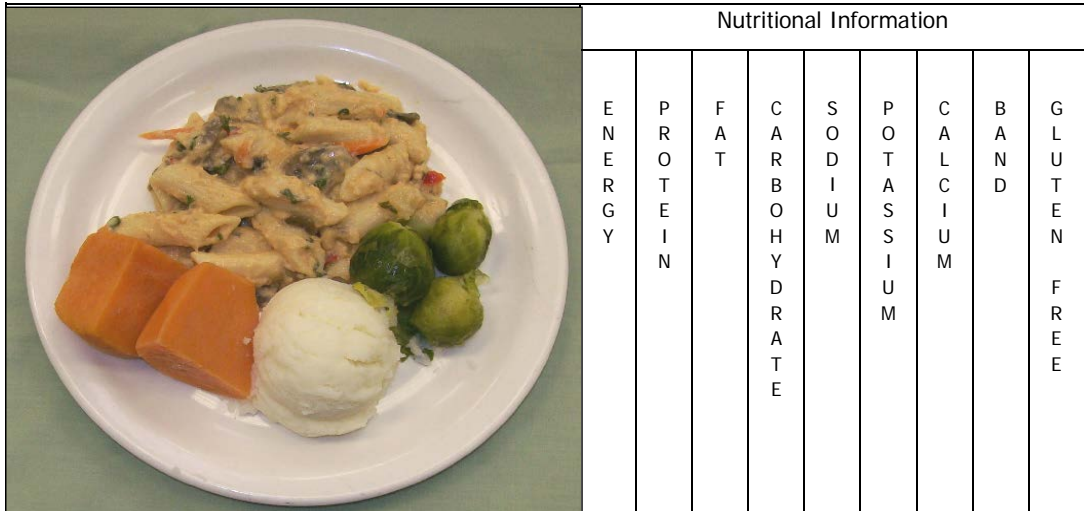 Nutritional Information
ENERGY
PROTEIN
FAT
CARBOHYDRATE
SODIUM
POTASSIUM
CALCIUM
BAND
GLUTEN FREE